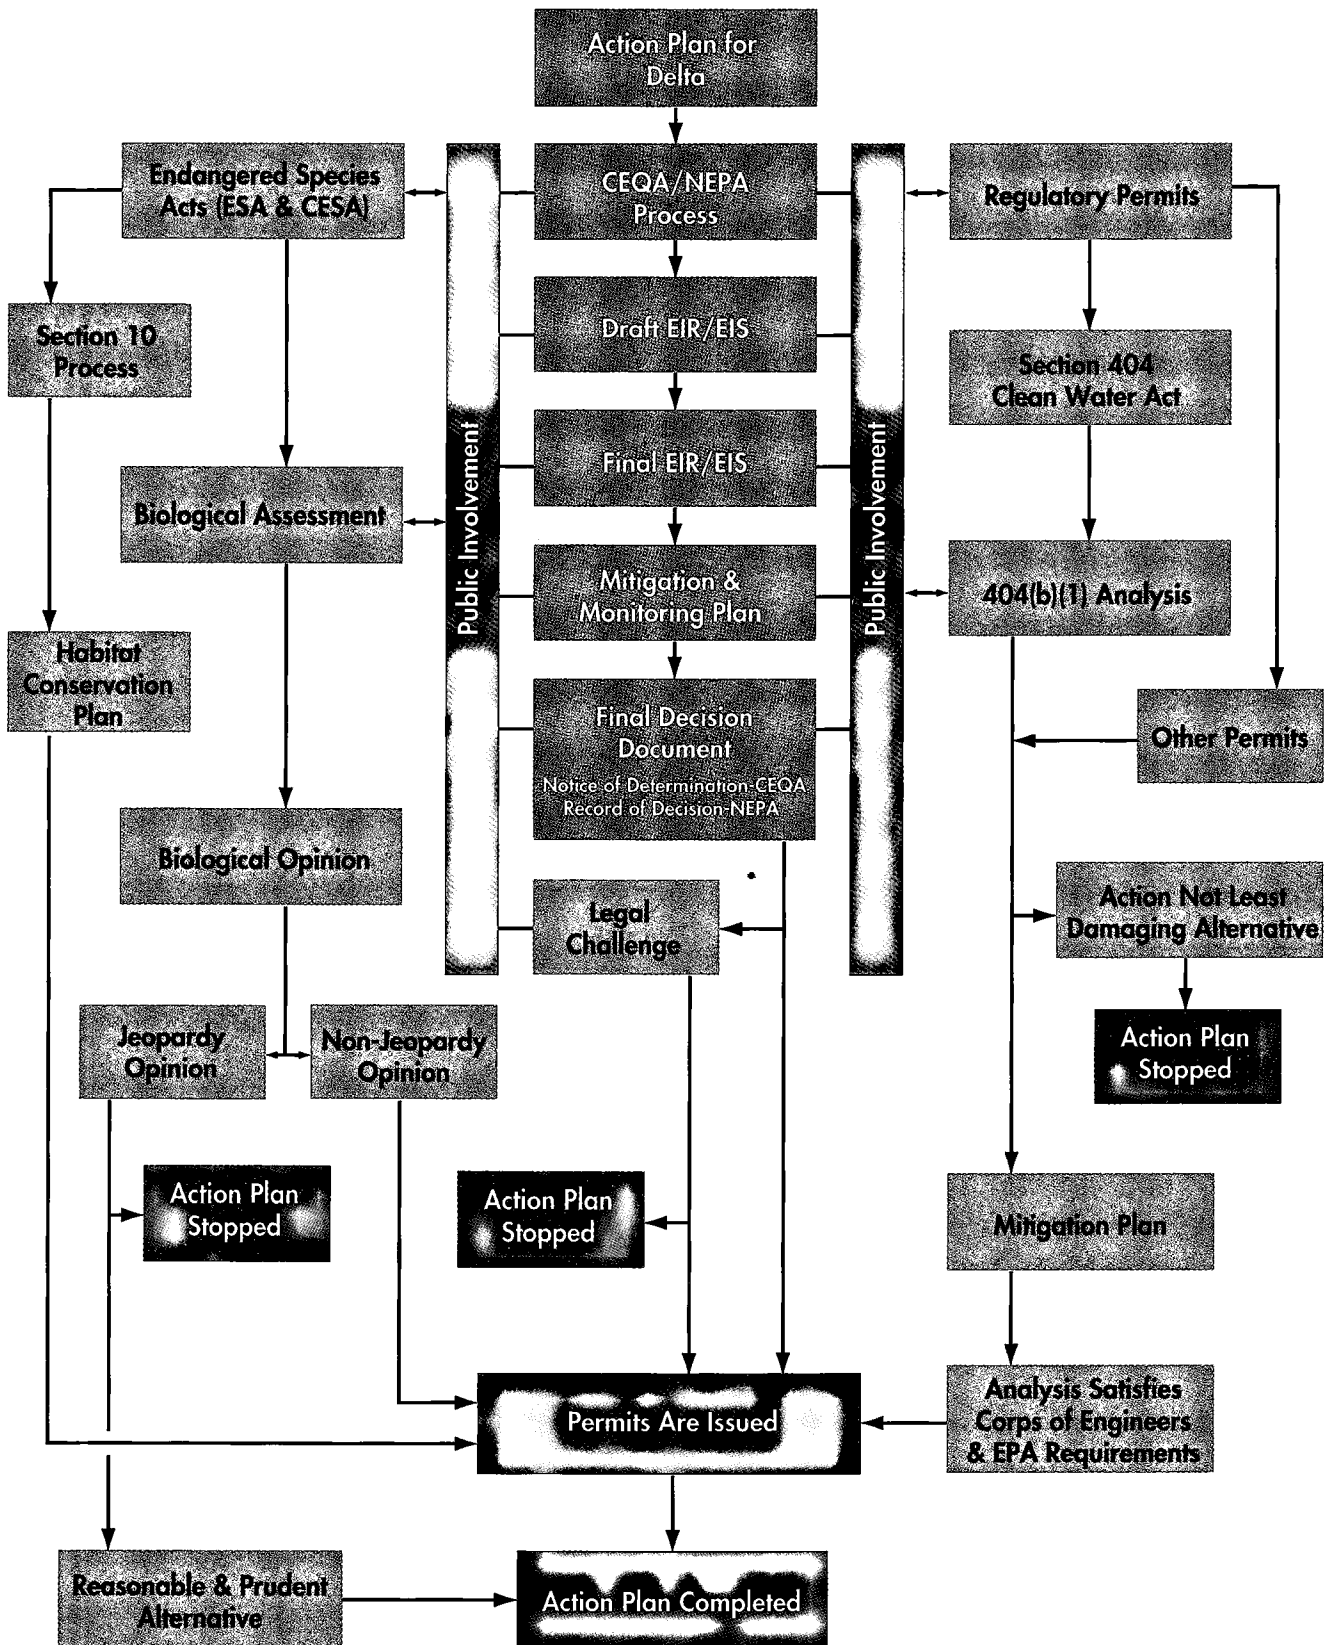 Action Plan for
Delta
Endangered Species
Acts (ESA & CESA)
CEQA/NEPA
Process
Regulatory Permits
Section 10
Process
Draft EIR/EIS
Section 404
Clean Water Act
Public Involvement
Public Involvement
Final EIR/EIS
Biological Assessment
Mitigation &
Monitoring Plan
404(b)(1) Analysis
Habitat
Conservation
Plan
Final Decision
Document
Notice of Determination-CEQA
Record of Decision-NEPA
Other Permits
Biological Opinion
Legal
Challenge
Action Not Least
Damaging Alternative
Jeopardy
Opinion
Non-Jeopardy
Opinion
Action Plan
Stopped
Action Plan
Stopped
Action Plan
Stopped
Mitigation Plan
Permits Are Issued
Analysis Satisfies
Corps of Engineers
& EPA Requirements
Reasonable & Prudent
Alternative
Action Plan Completed